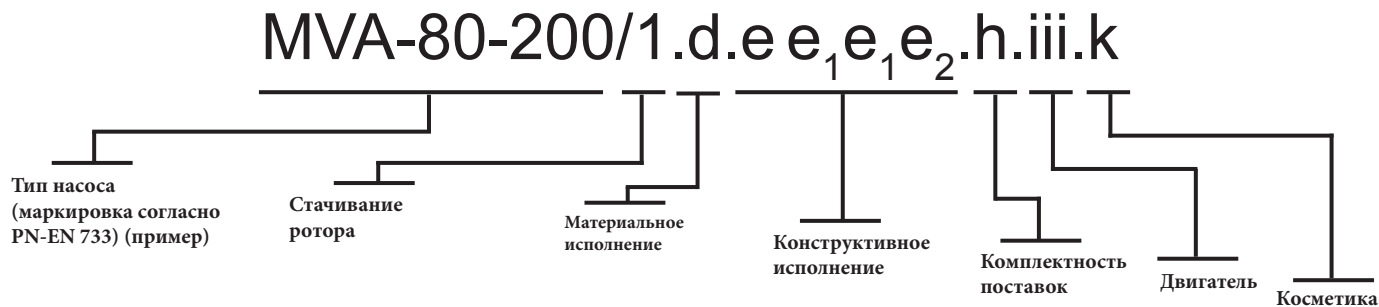 MVA-80-200/1.d.e e₁e₁e₂.h.iii.k
Тип насоса
(маркировка согласно
PN-EN 733) (пример)
Стачивание
ротора
Материальное
исполнение
Конструктивное
исполнение
Комплектность
поставок
Двигатель
Косметика